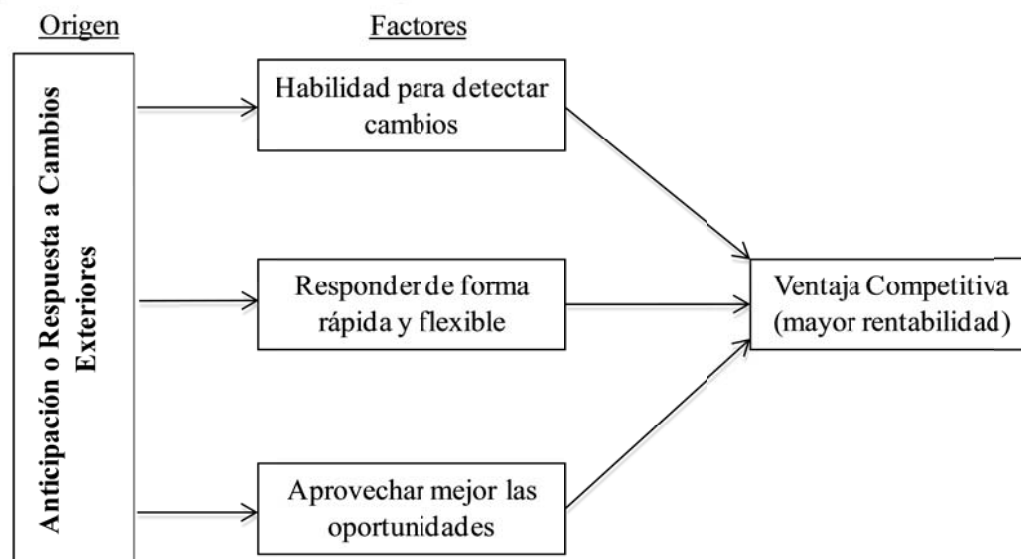 Origen
Factores
Anticipación o Respuesta a Cambios
Exteriores
Habilidad para detectar
cambios
Responder de forma
rápida y flexible
Aprovechar mejor las
oportunidades
Ventaja Competitiva
(mayor rentabilidad)